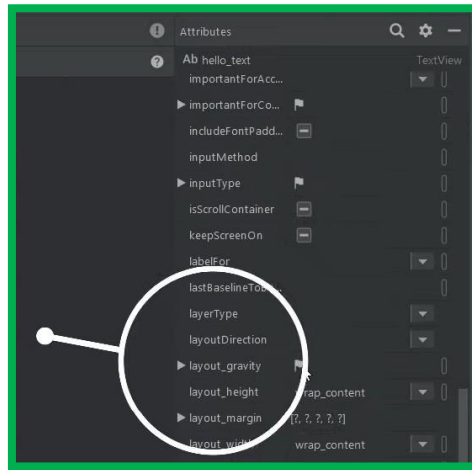 Attributes
Ab hello_text TextView
importantForAcc...
importantForCo...
includeFontPadd...
inputMethod
inputType
isScrollContainer
keepScreenOn
labelFor
lastBaselineToB...
layerType
layoutDirection
layout_gravity
layout_height wrap_content
layout_margin [?, ?, ?, ?, ?]
layout_width wrap_content